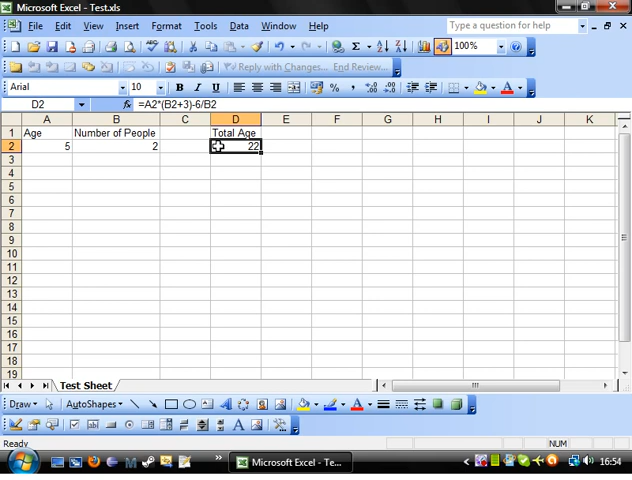 Microsoft Excel - Test.xls
File Edit View Insert Format Tools Data Window Help Type a question for help
Σ 100%
Reply with Changes... End Review...
Arial 10 B I U % ,
D2 fx =A2*(B2+3)-6/B2
A B C D E F G H I J K
1 Age Number of People Total Age
2 5 2 22
3
4
5
6
7
8
9
10
11
12
13
14
15
16
17
18
19
Test Sheet
Draw AutoShapes
Ready NUM
Microsoft Excel - Te... 16:54